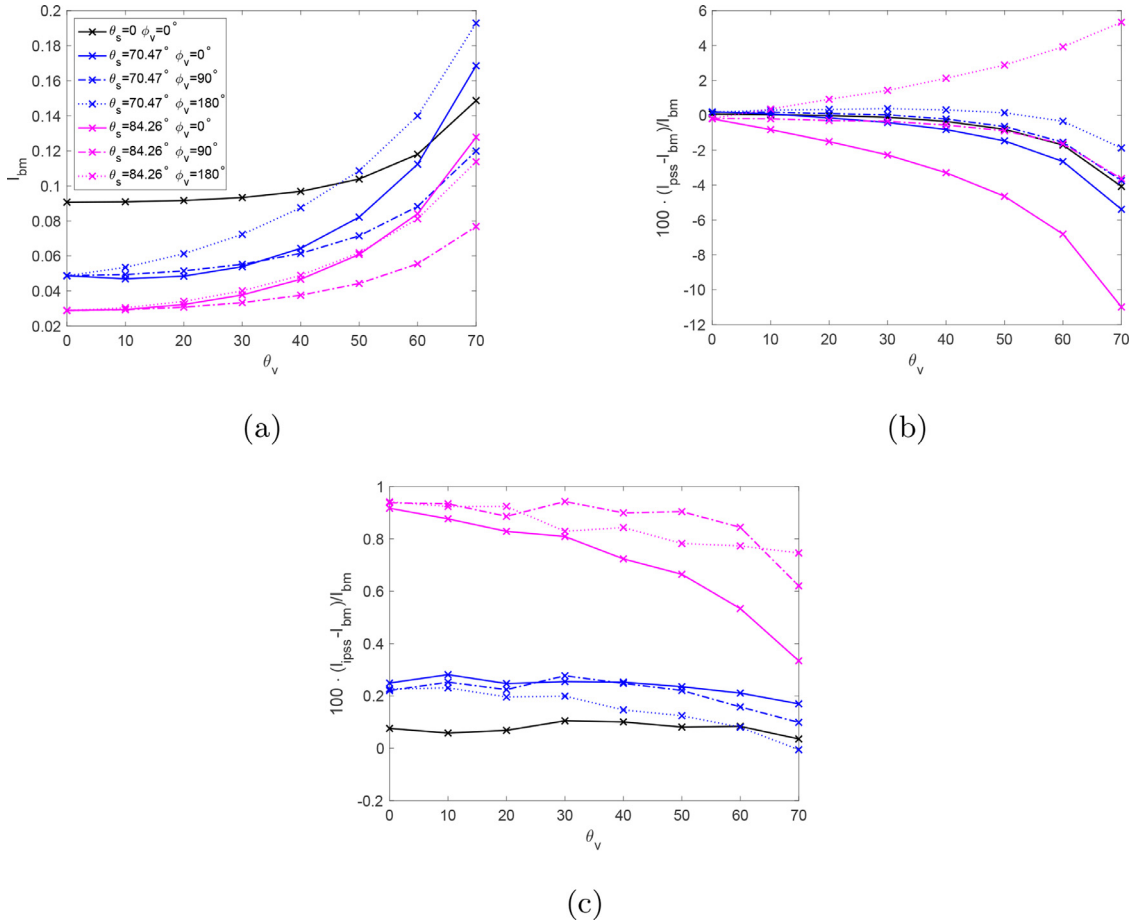 0.2
0.18
0.16
0.14
0.12
0.1
0.08
0.06
0.04
0.02
I_bm
θ_s=0 ϕ_v=0°
θ_s=70.47° ϕ_v=0°
θ_s=70.47° ϕ_v=90°
θ_s=70.47° ϕ_v=180°
θ_s=84.26° ϕ_v=0°
θ_s=84.26° ϕ_v=90°
θ_s=84.26° ϕ_v=180°
0 10 20 30 40 50 60 70
θ_v
(a)
6
4
2
0
-2
-4
-6
-8
-10
-12
100 · (I_pss-I_bm)/I_bm
0 10 20 30 40 50 60 70
θ_v
(b)
1
0.8
0.6
0.4
0.2
0
-0.2
100 · (I_ipss-I_bm)/I_bm
0 10 20 30 40 50 60 70
θ_v
(c)